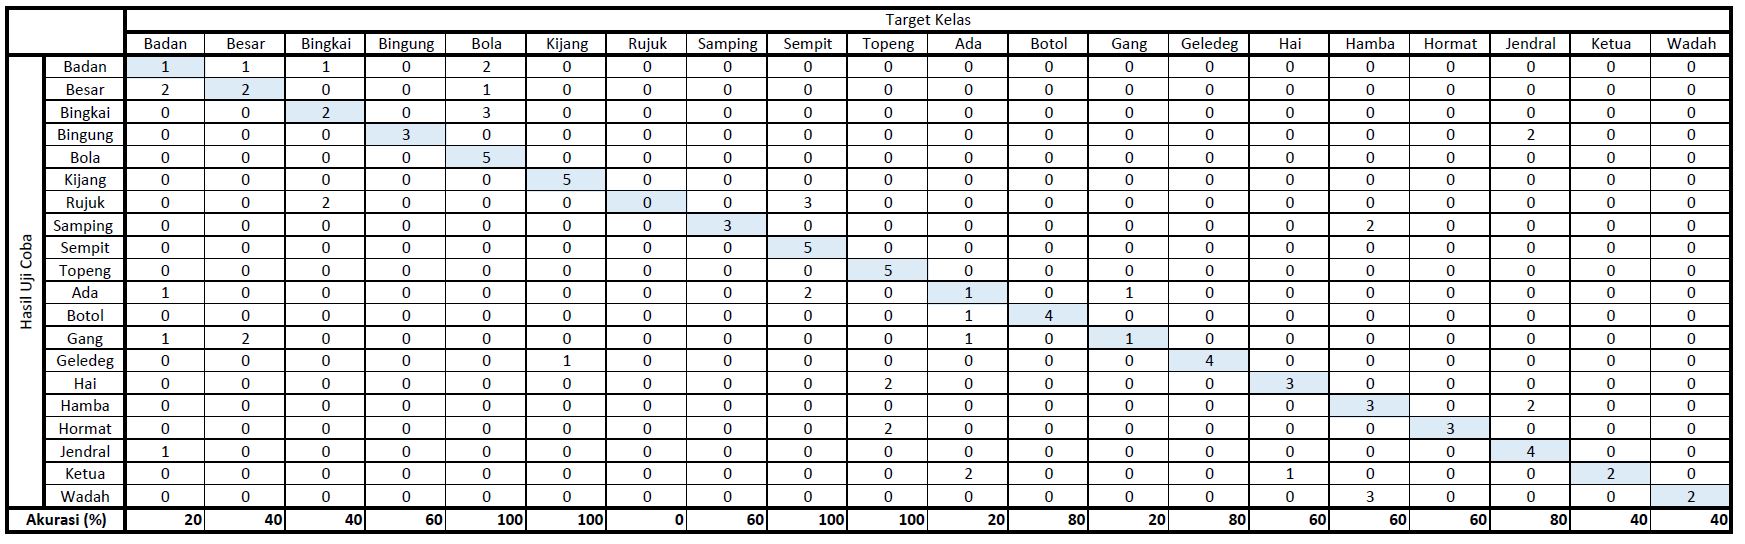 Target Kelas
Badan Besar Bingkai Bingung Bola Kijang Rujuk Samping Sempit Topeng Ada Botol Gang Geledeg Hai Hamba Hormat Jendral Ketua Wadah
Hasil Uji Coba
Badan 1 1 1 0 2 0 0 0 0 0 0 0 0 0 0 0 0 0 0 0
Besar 2 2 0 0 1 0 0 0 0 0 0 0 0 0 0 0 0 0 0 0
Bingkai 0 0 2 0 3 0 0 0 0 0 0 0 0 0 0 0 0 0 0 0
Bingung 0 0 0 3 0 0 0 0 0 0 0 0 0 0 0 0 0 2 0 0
Bola 0 0 0 0 5 0 0 0 0 0 0 0 0 0 0 0 0 0 0 0
Kijang 0 0 0 0 0 5 0 0 0 0 0 0 0 0 0 0 0 0 0 0
Rujuk 0 0 2 0 0 0 0 0 3 0 0 0 0 0 0 0 0 0 0 0
Samping 0 0 0 0 0 0 0 3 0 0 0 0 0 0 0 2 0 0 0 0
Sempit 0 0 0 0 0 0 0 0 5 0 0 0 0 0 0 0 0 0 0 0
Topeng 0 0 0 0 0 0 0 0 0 5 0 0 0 0 0 0 0 0 0 0
Ada 1 0 0 0 0 0 0 0 2 0 1 0 1 0 0 0 0 0 0 0
Botol 0 0 0 0 0 0 0 0 0 0 1 4 0 0 0 0 0 0 0 0
Gang 1 2 0 0 0 0 0 0 0 0 1 0 1 0 0 0 0 0 0 0
Geledeg 0 0 0 0 0 1 0 0 0 0 0 0 0 4 0 0 0 0 0 0
Hai 0 0 0 0 0 0 0 0 0 2 0 0 0 0 3 0 0 0 0 0
Hamba 0 0 0 0 0 0 0 0 0 0 0 0 0 0 0 3 0 2 0 0
Hormat 0 0 0 0 0 0 0 0 0 2 0 0 0 0 0 0 3 0 0 0
Jendral 1 0 0 0 0 0 0 0 0 0 0 0 0 0 0 0 0 4 0 0
Ketua 0 0 0 0 0 0 0 0 0 0 2 0 0 0 1 0 0 0 2 0
Wadah 0 0 0 0 0 0 0 0 0 0 0 0 0 0 0 3 0 0 0 2
Akurasi (%) 20 40 40 60 100 100 0 60 100 100 20 80 20 80 60 60 60 80 40 40